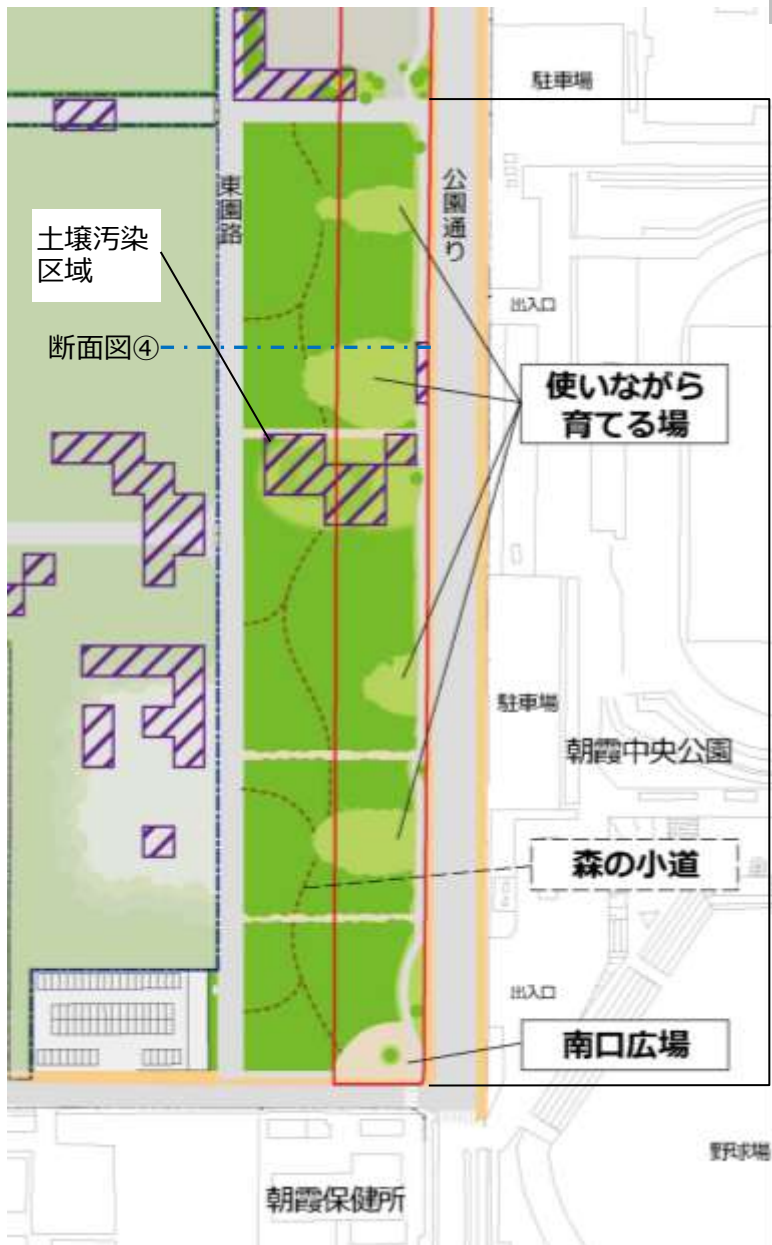 駐車場
東園路
公園通り
土壌汚染
区域
出入口
断面図④
使いながら
育てる場
駐車場
朝霞中央公園
森の小道
出入口
南口広場
野球場
朝霞保健所